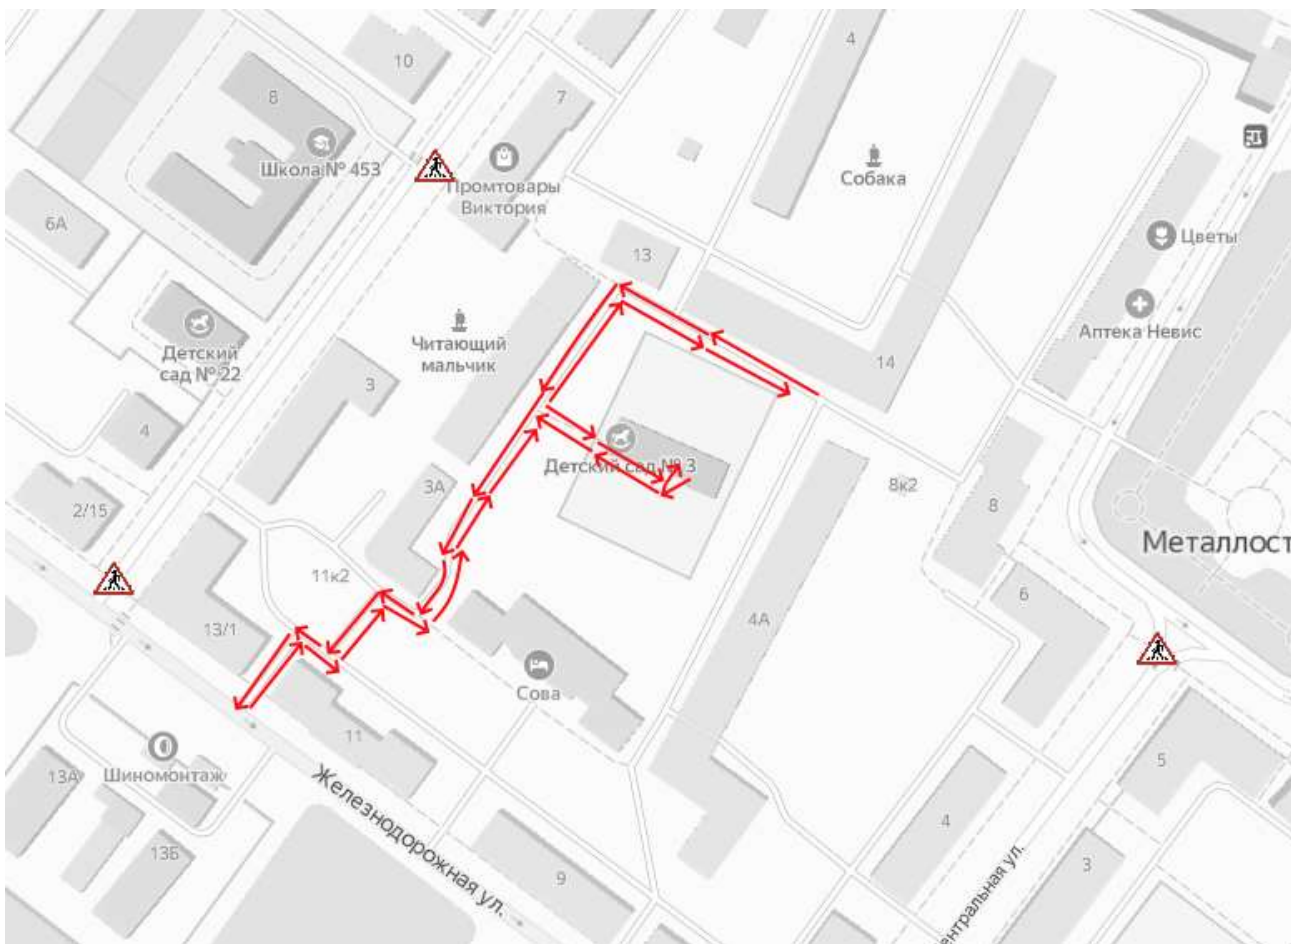 4
10
8
7
Школа № 453
Промтовары
Виктория
Собака
6А
Цветы
13
Аптека Невис
Детский
сад № 22
Читающий
мальчик
14
3
4
Детский сад № 3
3А
8к2
2/15
8
Металлост
11к2
6
4А
13/1
Сова
11
Шиномонтаж
13А
5
Железнодорожная ул.
4
13Б
9
3
ентральная ул.